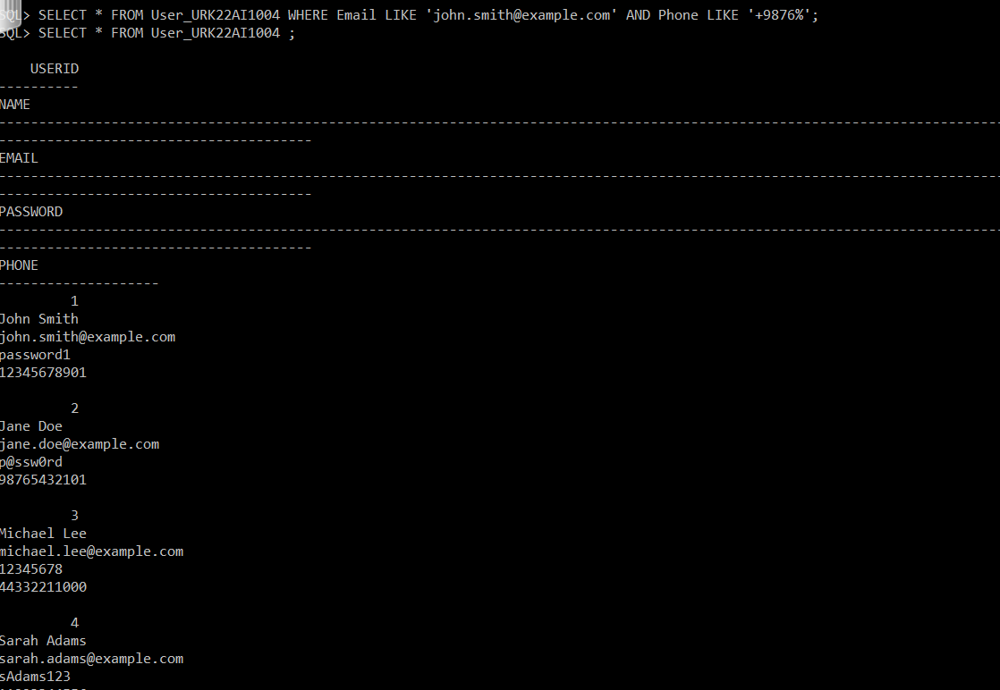 SQL> SELECT * FROM User_URK22AI1004 WHERE Email LIKE 'john.smith@example.com' AND Phone LIKE '+9876%';
SQL> SELECT * FROM User_URK22AI1004 ;
USERID
----------
NAME
--------------------------------------------------------------------------------------------------------------------------------
---------------------------------------
EMAIL
--------------------------------------------------------------------------------------------------------------------------------
---------------------------------------
PASSWORD
--------------------------------------------------------------------------------------------------------------------------------
---------------------------------------
PHONE
--------------------
1
John Smith
john.smith@example.com
password1
12345678901
2
Jane Doe
jane.doe@example.com
p@ssw0rd
98765432101
3
Michael Lee
michael.lee@example.com
12345678
44332211000
4
Sarah Adams
sarah.adams@example.com
sAdams123